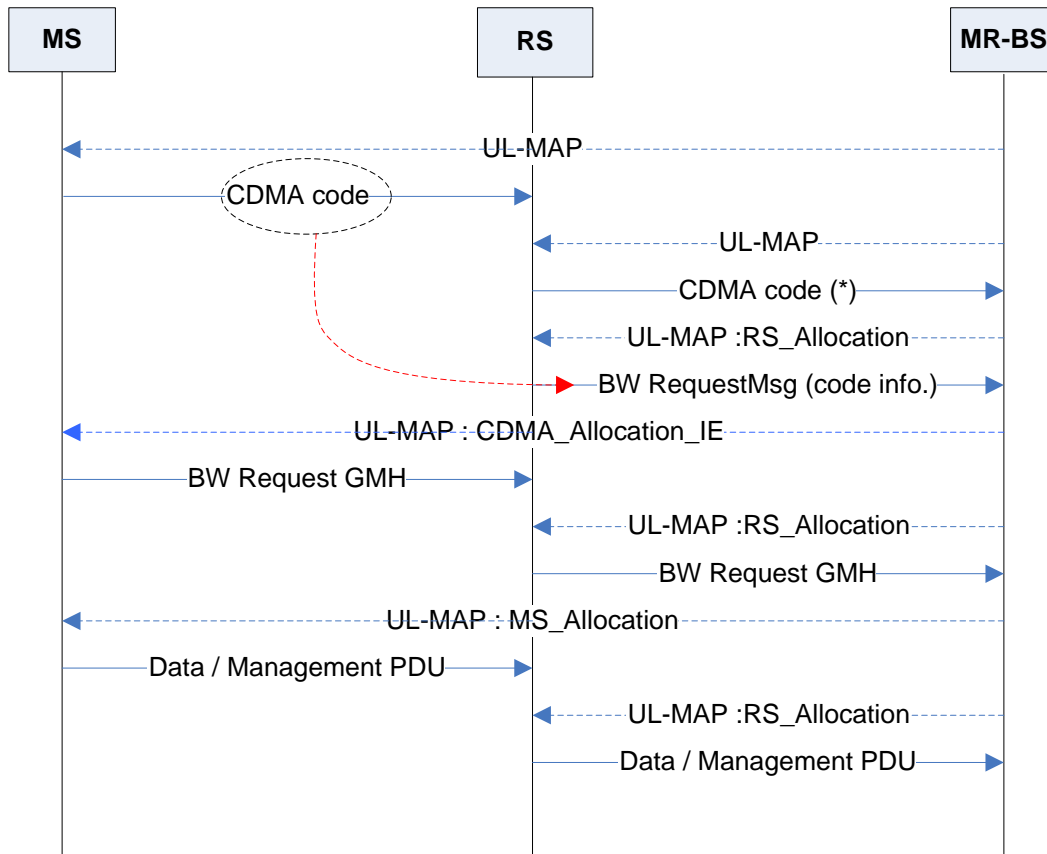 MS
RS
MR-BS
UL-MAP
CDMA code
UL-MAP
CDMA code (*)
UL-MAP :RS_Allocation
BW RequestMsg (code info.)
UL-MAP : CDMA_Allocation_IE
BW Request GMH
UL-MAP :RS_Allocation
BW Request GMH
UL-MAP : MS_Allocation
Data / Management PDU
UL-MAP :RS_Allocation
Data / Management PDU